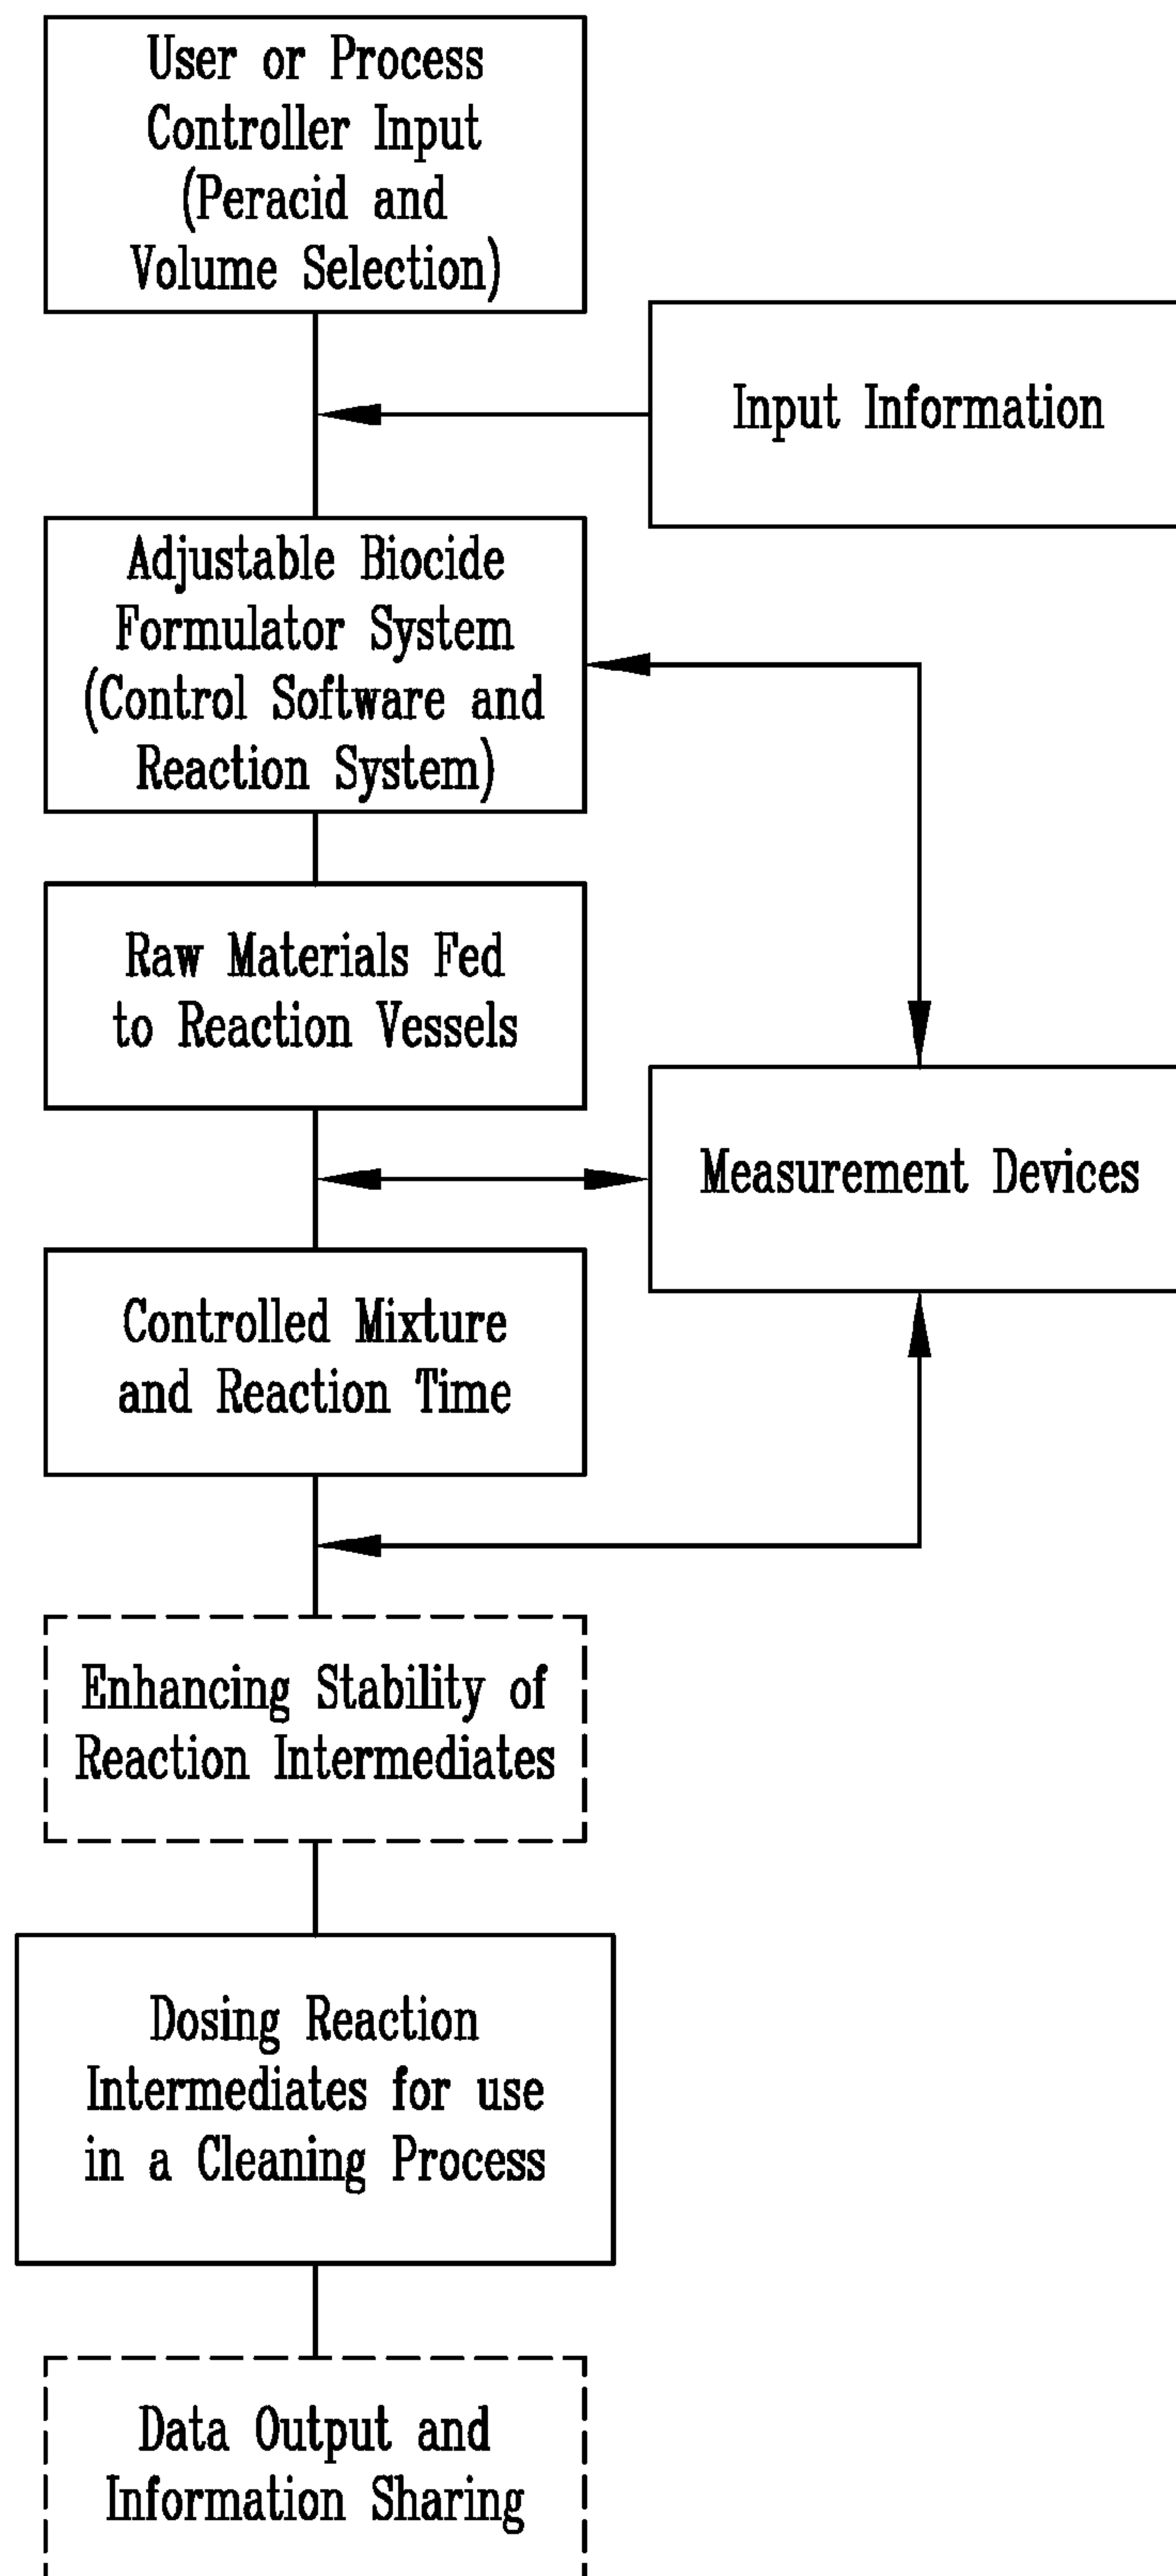 User or Process
Controller Input
(Peracid and
Volume Selection)
Input Information
Adjustable Biocide
Formulator System
(Control Software and
Reaction System)
Raw Materials Fed
to Reaction Vessels
Measurement Devices
Controlled Mixture
and Reaction Time
Enhancing Stability of
Reaction Intermediates
Dosing Reaction
Intermediates for use
in a Cleaning Process
Data Output and
Information Sharing